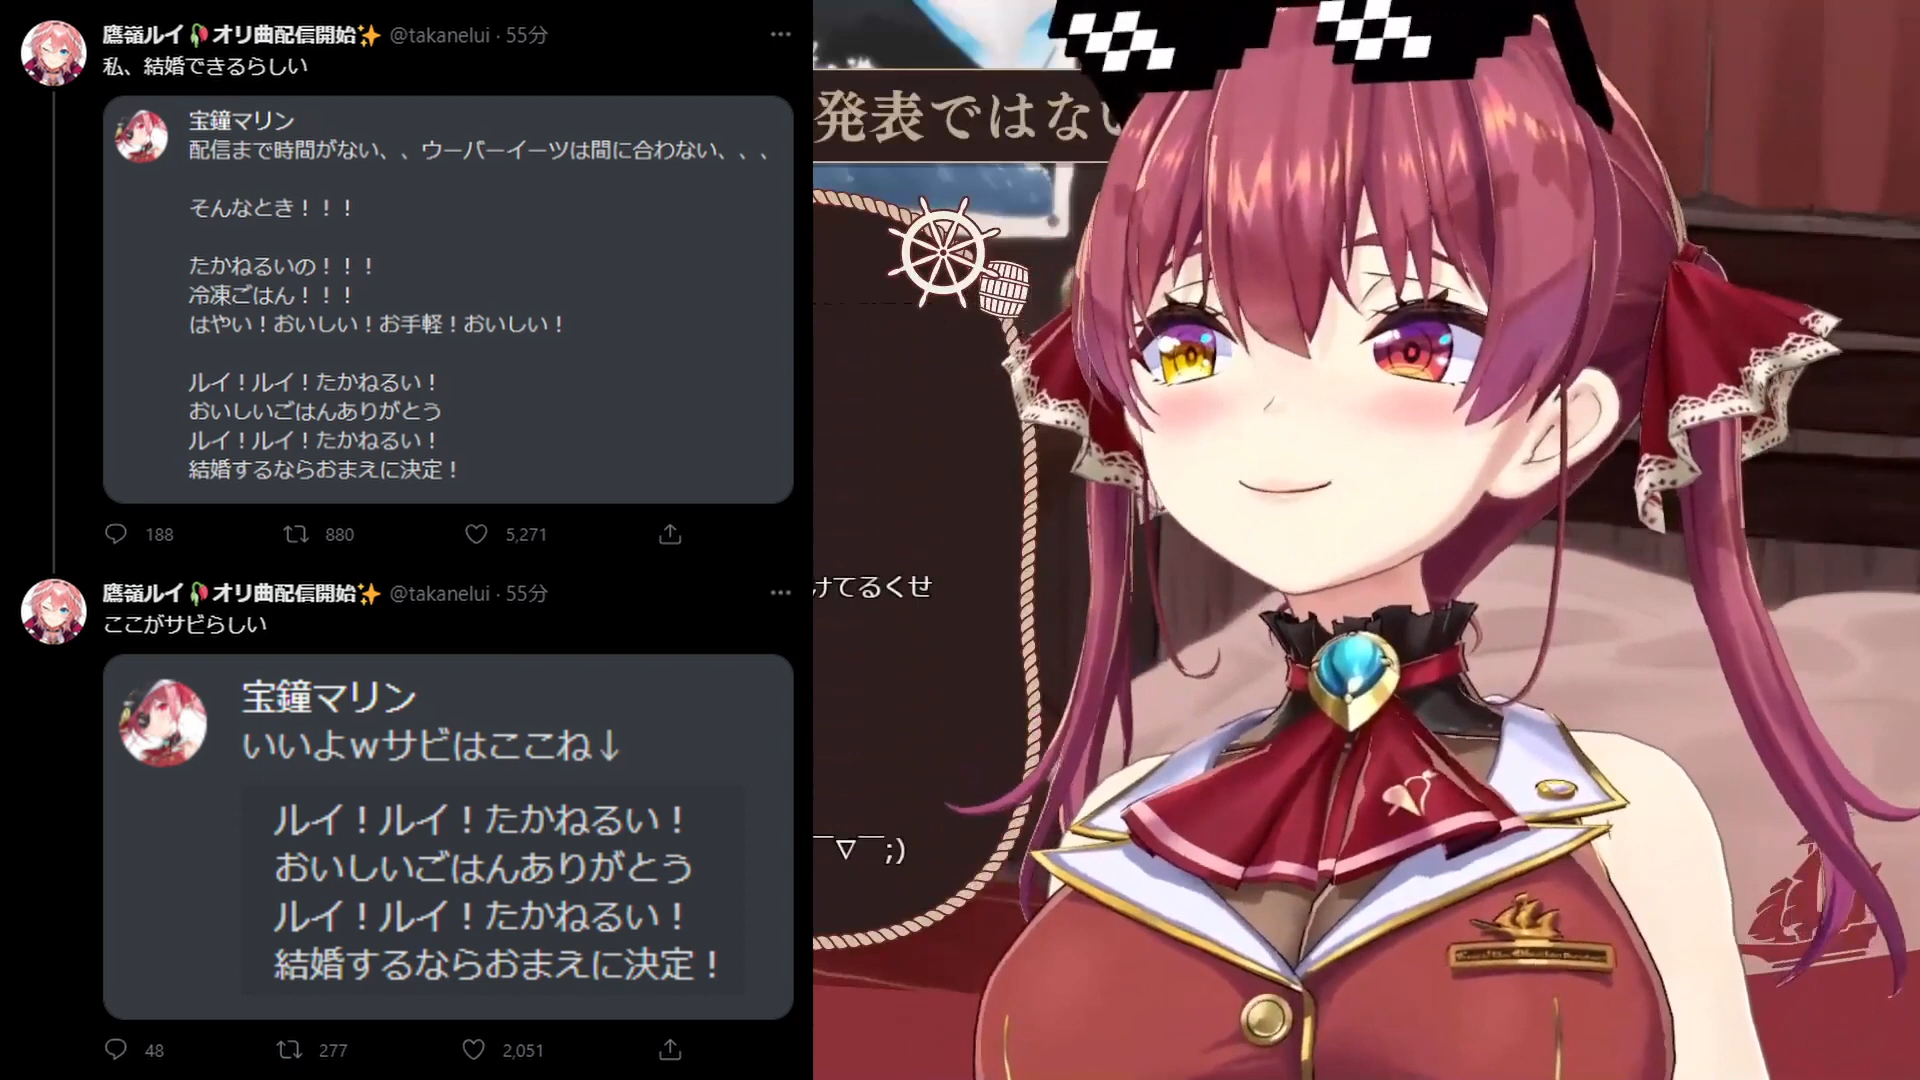 鷹嶺ルイ🥀オリ曲配信開始✨ @takanelui · 55分
私、結婚できるらしい
宝鐘マリン
配信まで時間がない、、ウーバーイーツは間に合わない、、、
そんなとき！！！
たかねるいの！！！
冷凍ごはん！！！
はやい！おいしい！お手軽！おいしい！
ルイ！ルイ！たかねるい！
おいしいごはんありがとう
ルイ！ルイ！たかねるい！
結婚するならおまえに決定！
188 880 5,271
鷹嶺ルイ🥀オリ曲配信開始✨ @takanelui · 55分
ここがサビらしい
宝鐘マリン
いいよwサビはここね↓
ルイ！ルイ！たかねるい！
おいしいごはんありがとう
ルイ！ルイ！たかねるい！
結婚するならおまえに決定！
48 277 2,051
発表ではない
けてるくせ
￣▽￣;)